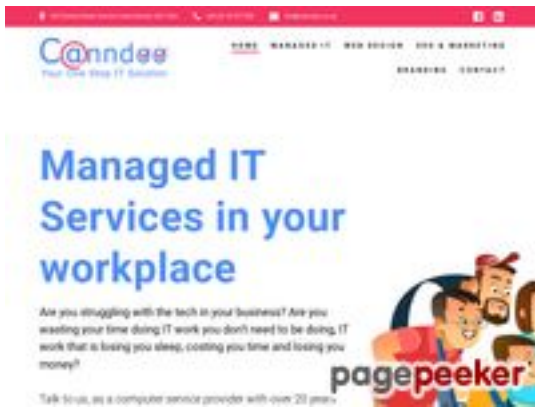 C@nndee
Your One Stop IT Solution
HOME MANAGED IT WEB DESIGN SEO & MARKETING
BRANDING CONTACT
Managed IT
Services in your
workplace
Are you struggling with the tech in your business? Are you
wasting your time doing IT work you don't need to be doing, IT
work that is losing you sleep, costing you time and losing you
money?
pagepeeker
Talk to us, as a computer service provider with over 20 years